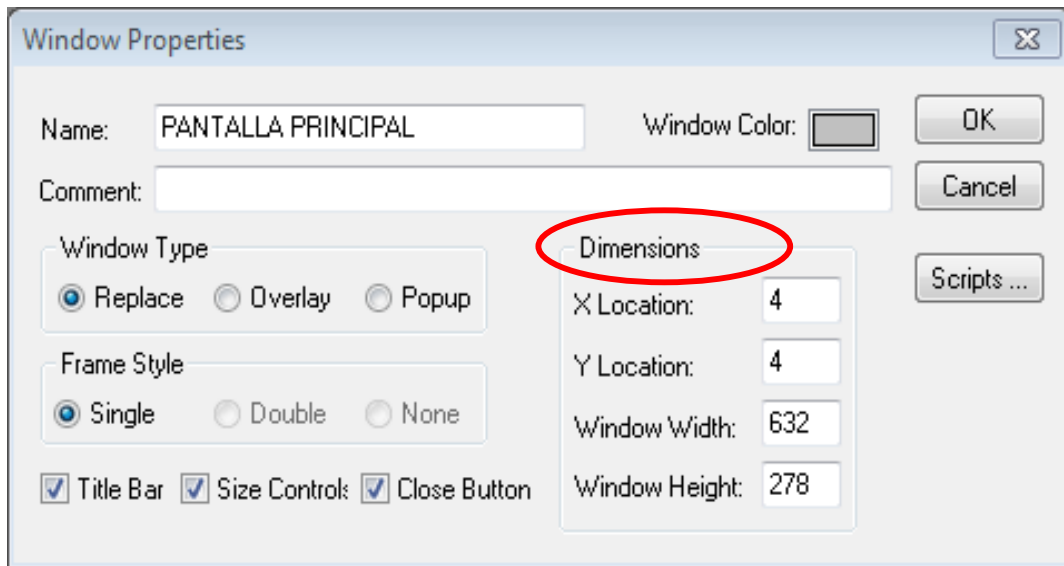 Window Properties
Name: PANTALLA PRINCIPAL Window Color: OK
Comment: Cancel
Window Type
Replace Overlay Popup
Frame Style
Single Double None
Title Bar Size Controls Close Button
Dimensions
X Location: 4
Y Location: 4
Window Width: 632
Window Height: 278
Scripts ...